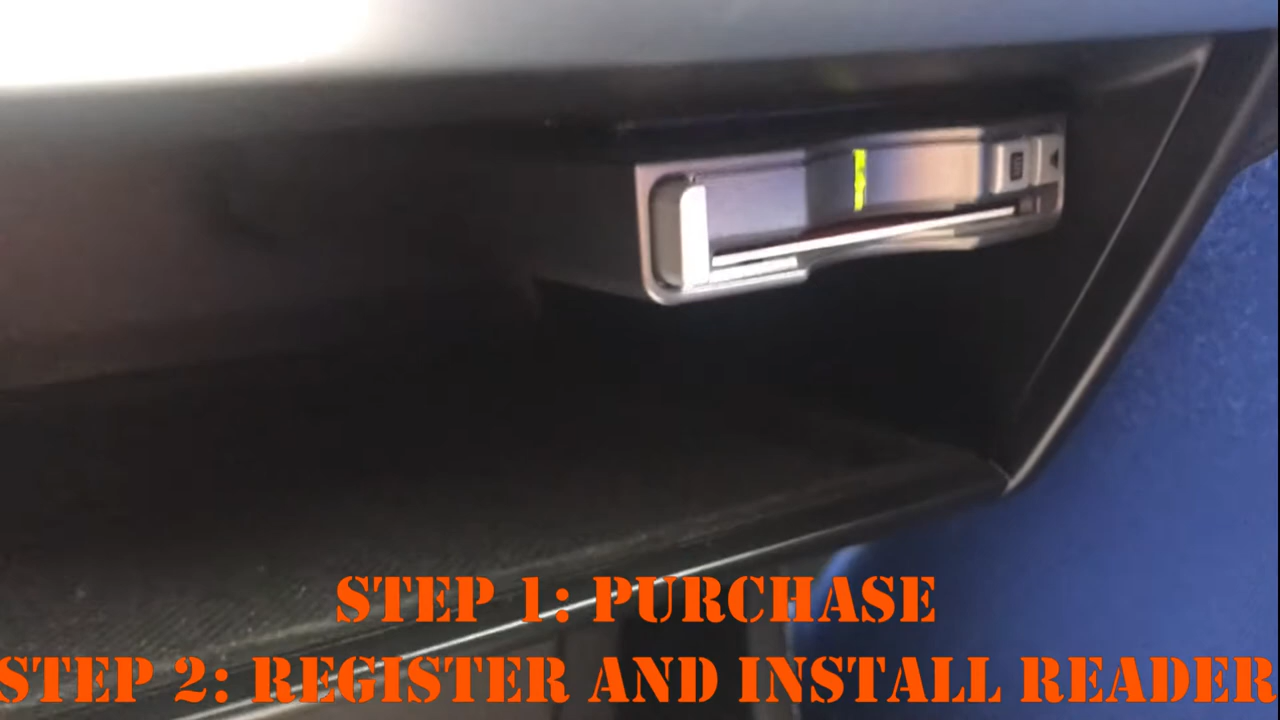 STEP 1: PURCHASE
STEP 2: REGISTER AND INSTALL READER